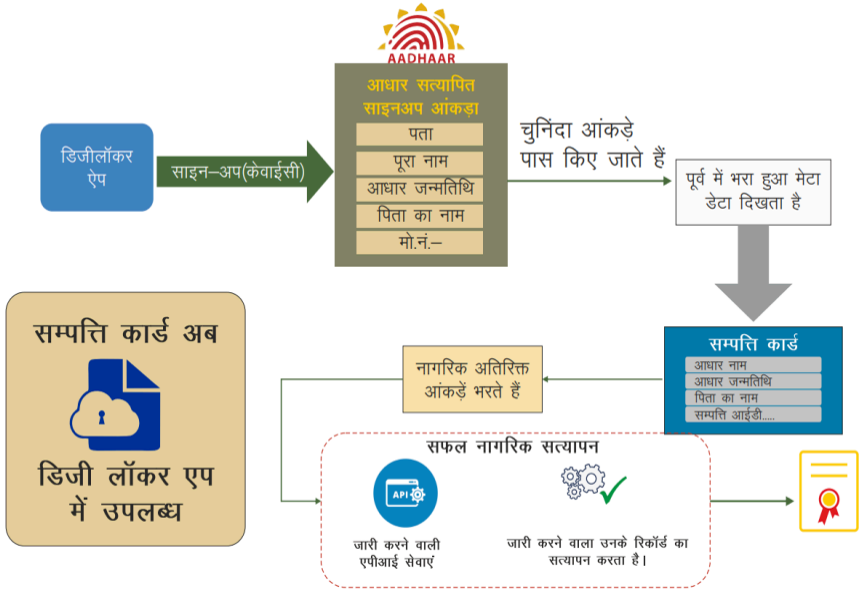 AADHAAR
आधार सत्यापित
साइनअप आंकड़ा
पता
पूरा नाम
आधार जन्मतिथि
पिता का नाम
मो.नं.–
डिजीलॉकर
ऐप
साइन–अप(केवाईसी)
चुनिंदा आंकड़े
पास किए जाते हैं
पूर्व में भरा हुआ मेटा
डेटा दिखता है
सम्पत्ति कार्ड
आधार नाम
आधार जन्मतिथि
पिता का नाम
सम्पत्ति आईडी.....
नागरिक अतिरिक्त
आंकड़ें भरते हैं
सम्पत्ति कार्ड अब
डिजी लॉकर एप
में उपलब्ध
सफल नागरिक सत्यापन
API
जारी करने वाली
एपीआई सेवाएं
जारी करने वाला उनके रिकॉर्ड का
सत्यापन करता है।